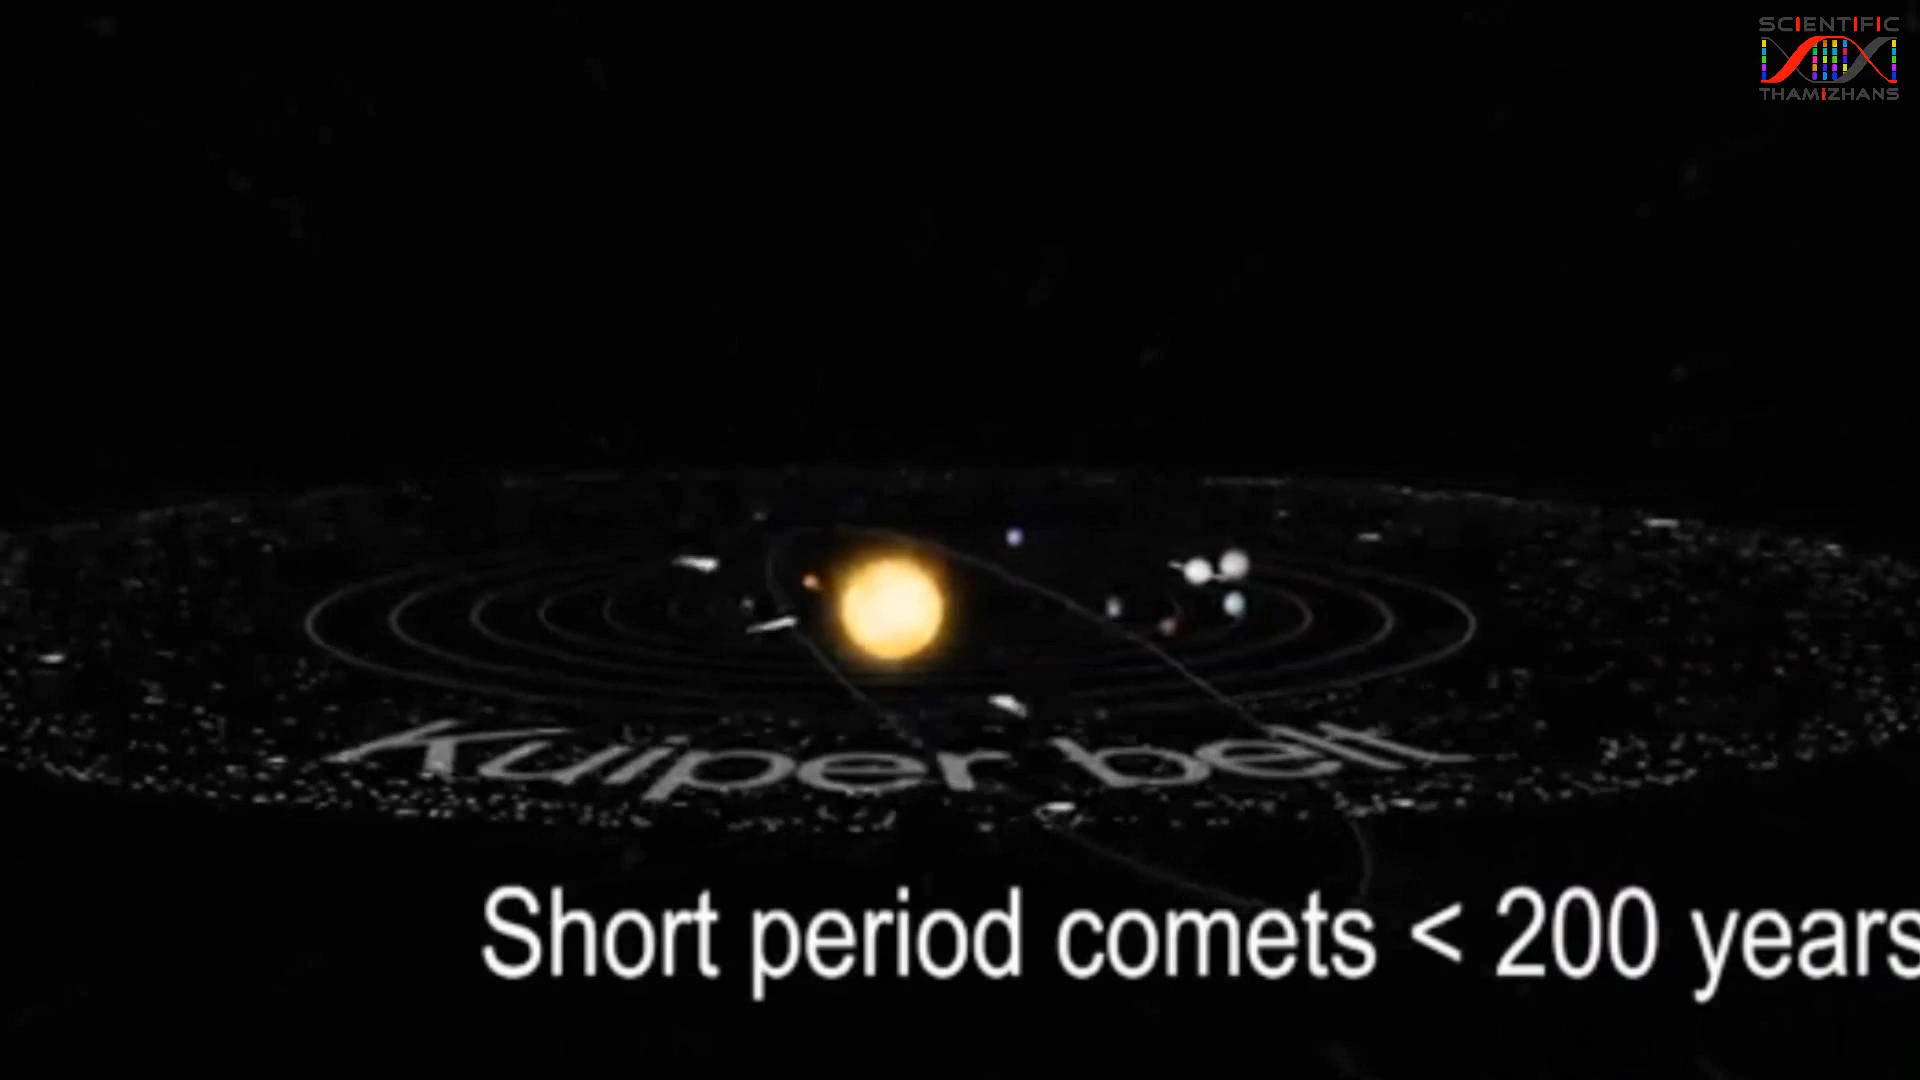 SCIENTIFIC
THAMIZHANS
Kuiper belt
Short period comets < 200 years